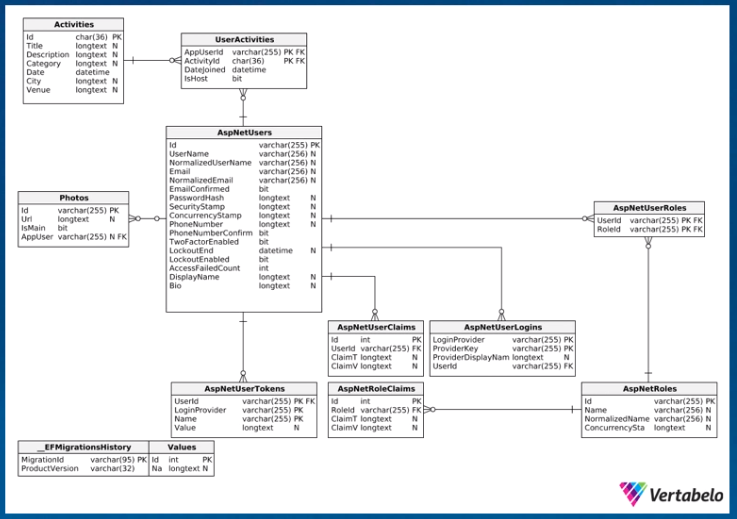 Activities
Id char(36) PK
Title longtext N
Description longtext N
Category longtext N
Date datetime
City longtext N
Venue longtext N
UserActivities
AppUserId varchar(255) PK FK
ActivityId char(36) PK FK
DateJoined datetime
IsHost bit
AspNetUsers
Id varchar(255) PK
UserName varchar(256) N
NormalizedUserName varchar(256) N
Email varchar(256) N
NormalizedEmail varchar(256) N
EmailConfirmed bit
PasswordHash longtext N
SecurityStamp longtext N
ConcurrencyStamp longtext N
PhoneNumber longtext N
PhoneNumberConfirm bit
TwoFactorEnabled bit
LockoutEnd datetime N
LockoutEnabled bit
AccessFailedCount int
DisplayName longtext N
Bio longtext N
Photos
Id varchar(255) PK
Url longtext N
IsMain bit
AppUser varchar(255) N FK
AspNetUserRoles
UserId varchar(255) PK FK
RoleId varchar(255) PK FK
AspNetUserClaims
Id int PK
UserId varchar(255) FK
ClaimT longtext N
ClaimV longtext N
AspNetUserLogins
LoginProvider varchar(255) PK
ProviderKey varchar(255) PK
ProviderDisplayNam longtext N
UserId varchar(255) FK
AspNetUserTokens
UserId varchar(255) PK FK
LoginProvider varchar(255) PK
Name varchar(255) PK
Value longtext N
AspNetRoleClaims
Id int PK
RoleId varchar(255) FK
ClaimT longtext N
ClaimV longtext N
AspNetRoles
Id varchar(255) PK
Name varchar(256) N
NormalizedName varchar(256) N
ConcurrencySta longtext N
__EFMigrationsHistory
MigrationId varchar(95) PK
ProductVersion varchar(32)
Values
Id int PK
Na longtext N
Vertabelo